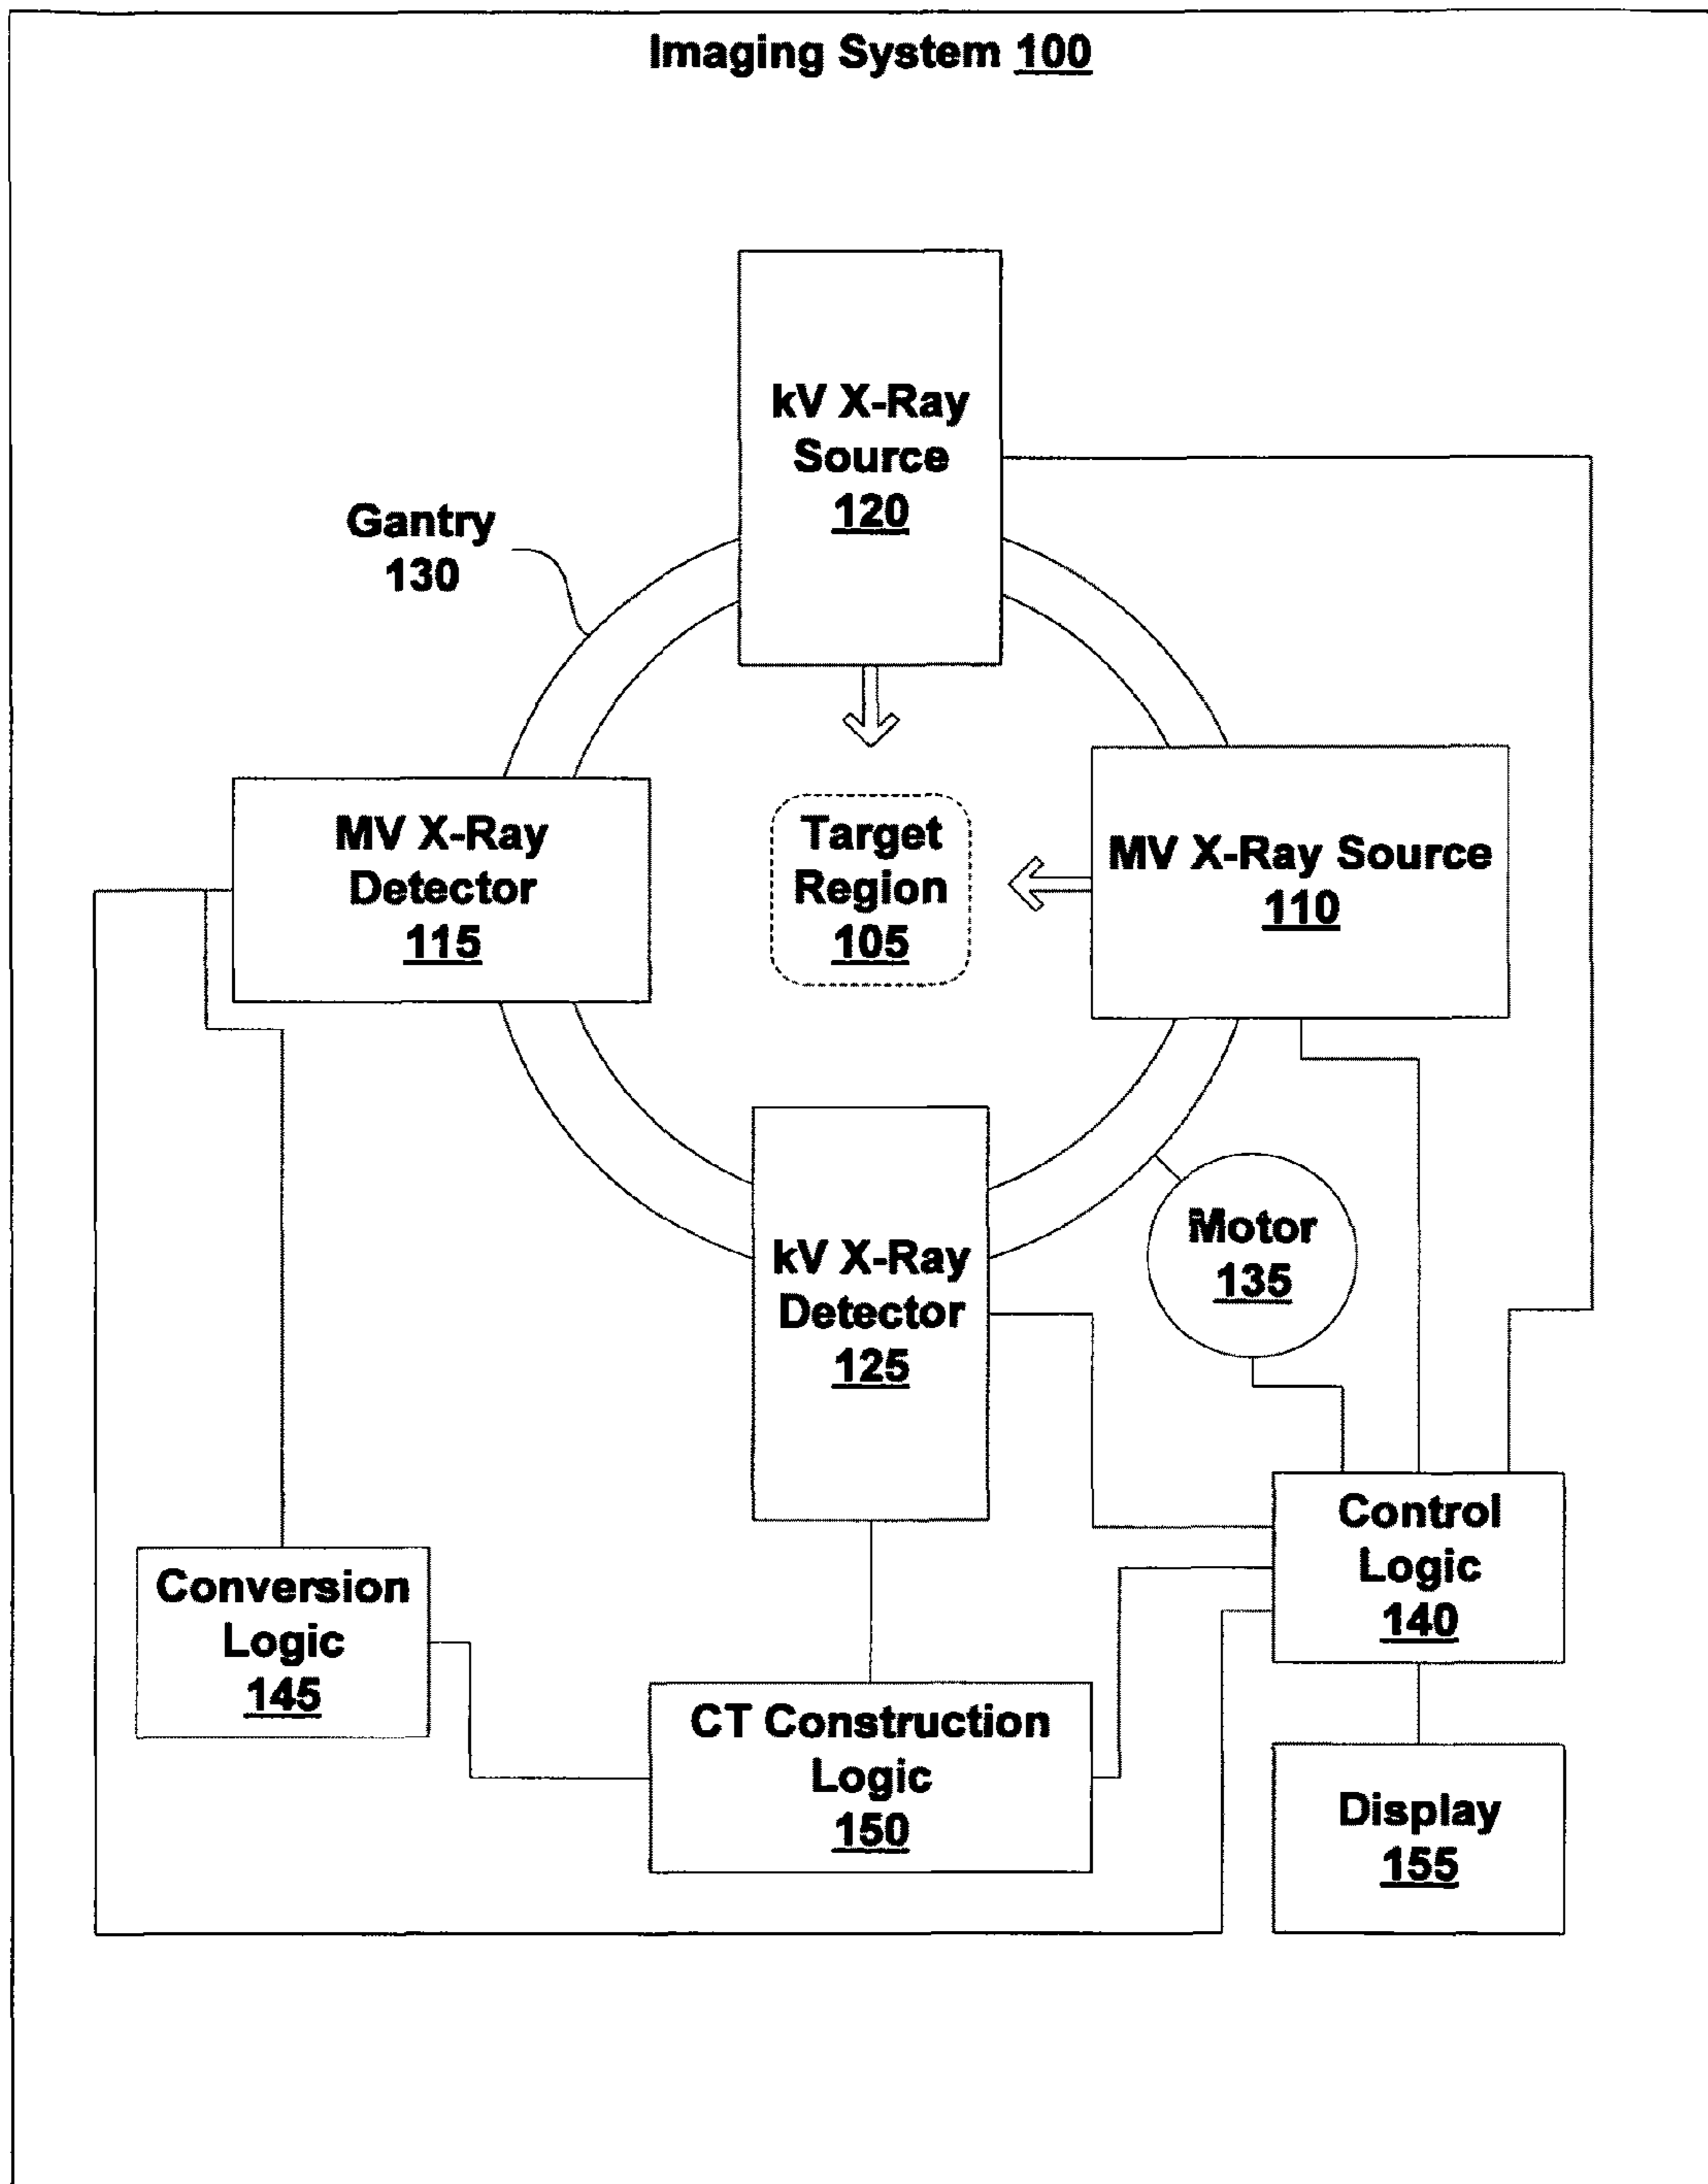 Imaging System 100
kV X-Ray
Source
120
Gantry
130
MV X-Ray
Detector
115
Target
Region
105
MV X-Ray Source
110
kV X-Ray
Detector
125
Motor
135
Control
Logic
140
Conversion
Logic
145
CT Construction
Logic
150
Display
155